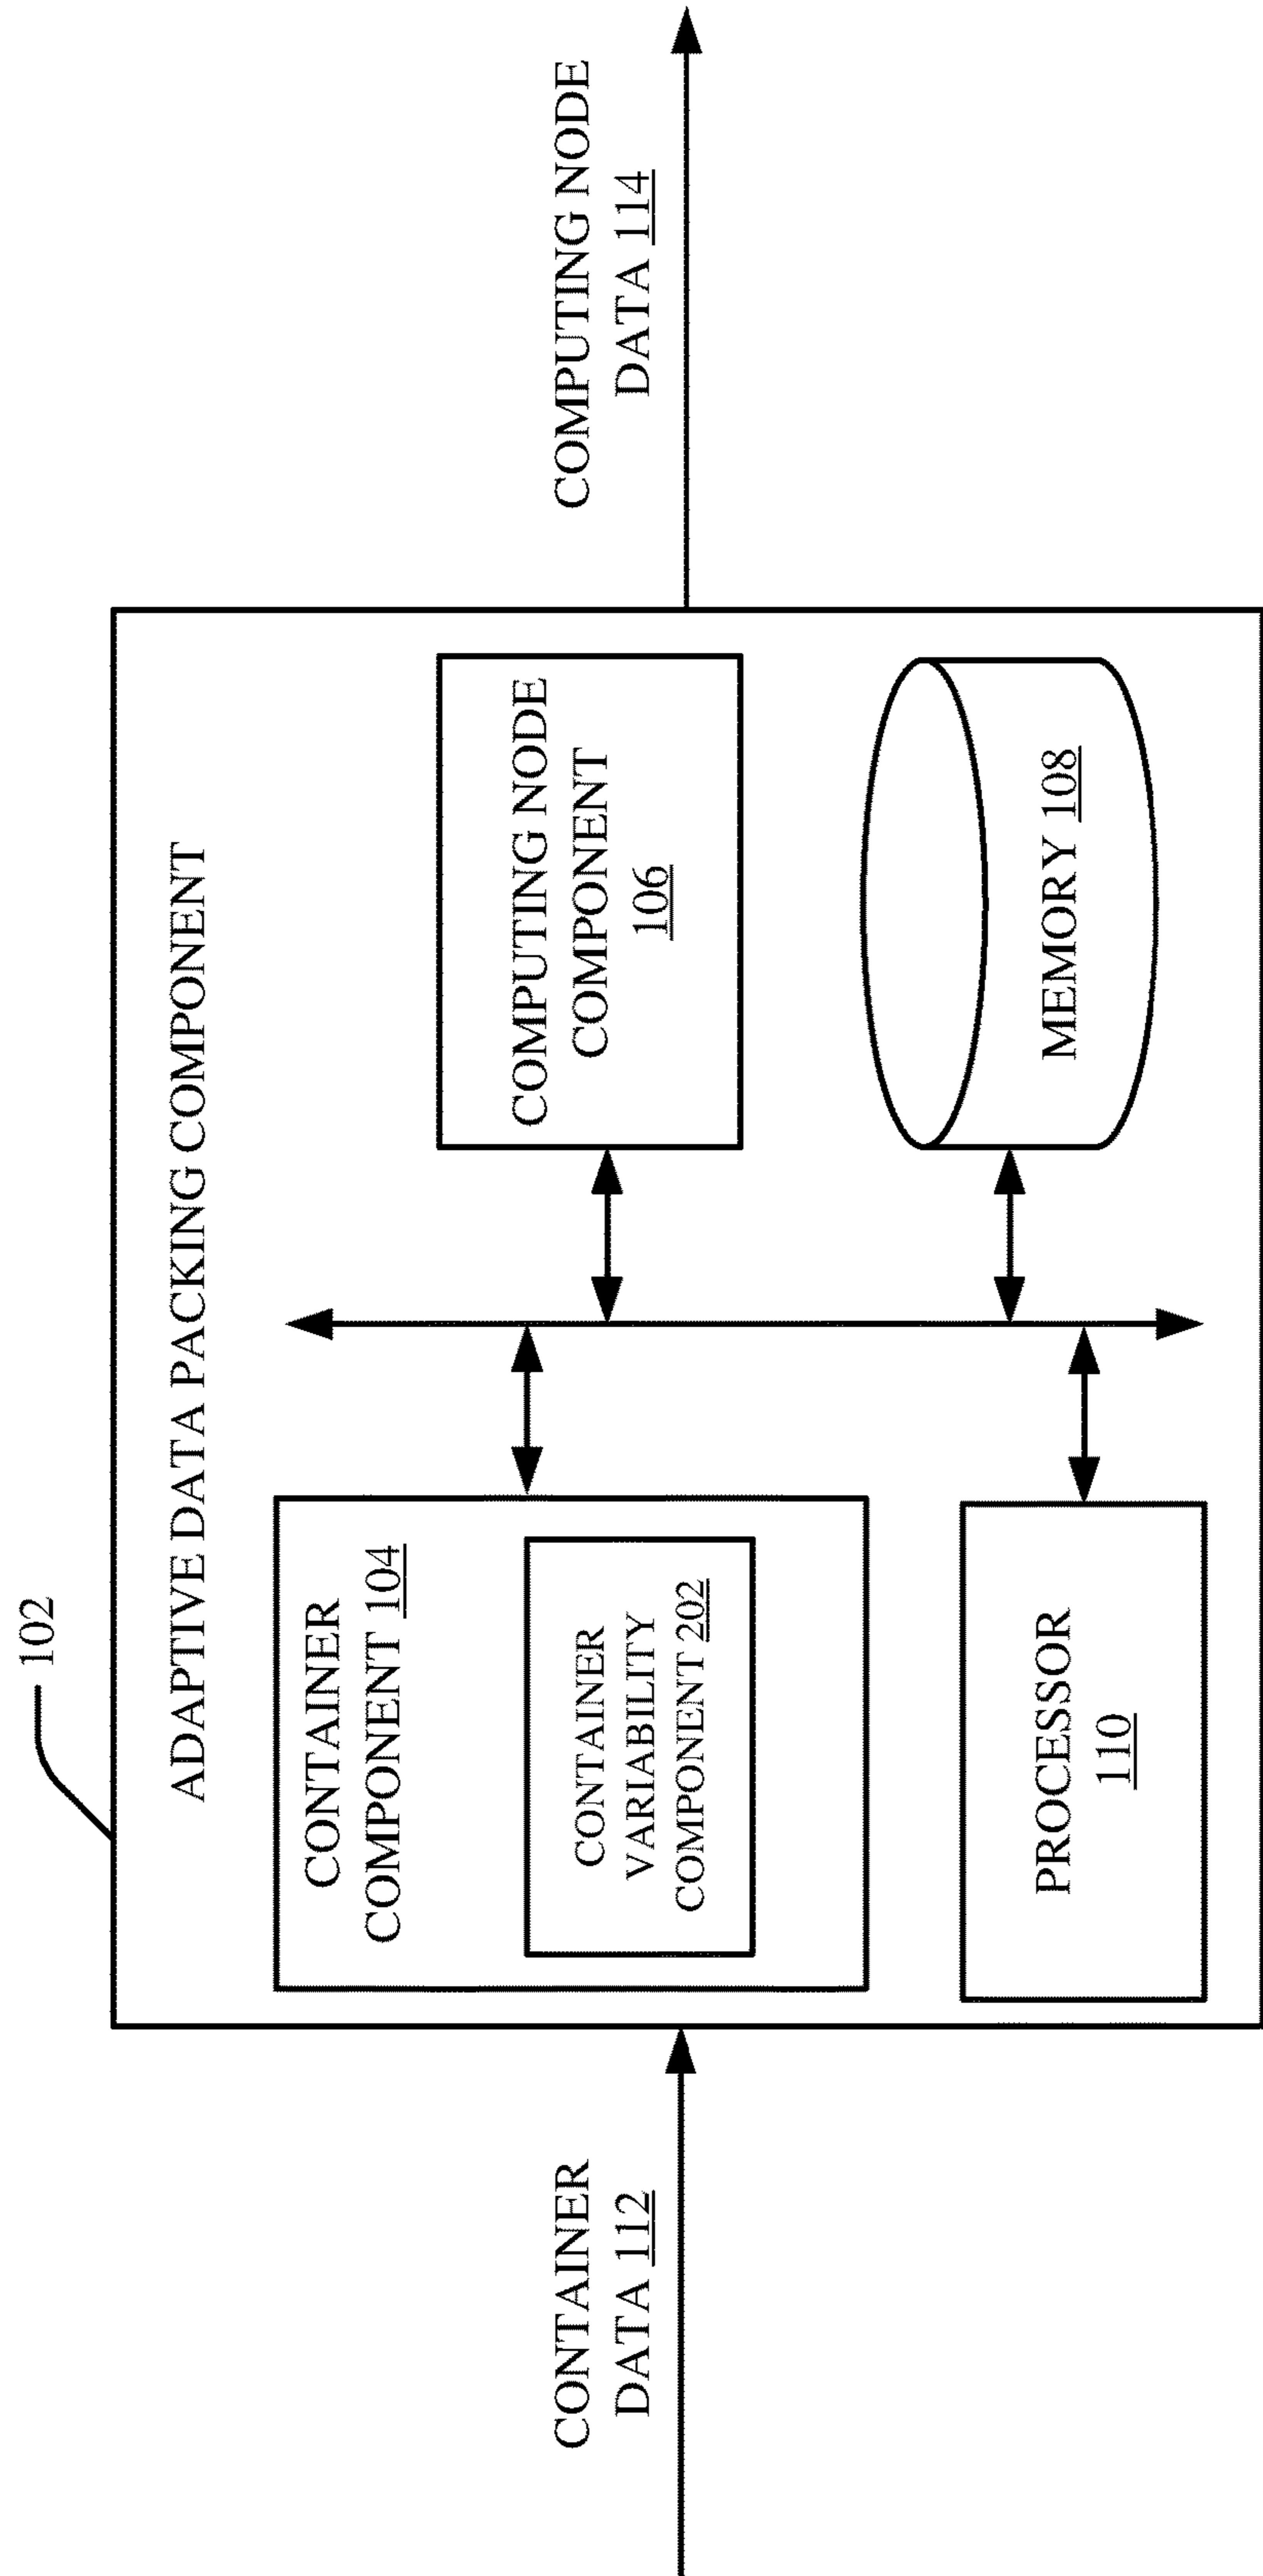 102
ADAPTIVE DATA PACKING COMPONENT
CONTAINER
DATA 112
CONTAINER
COMPONENT 104
CONTAINER
VARIABILITY
COMPONENT 202
PROCESSOR
110
COMPUTING NODE
COMPONENT
106
MEMORY 108
COMPUTING NODE
DATA 114